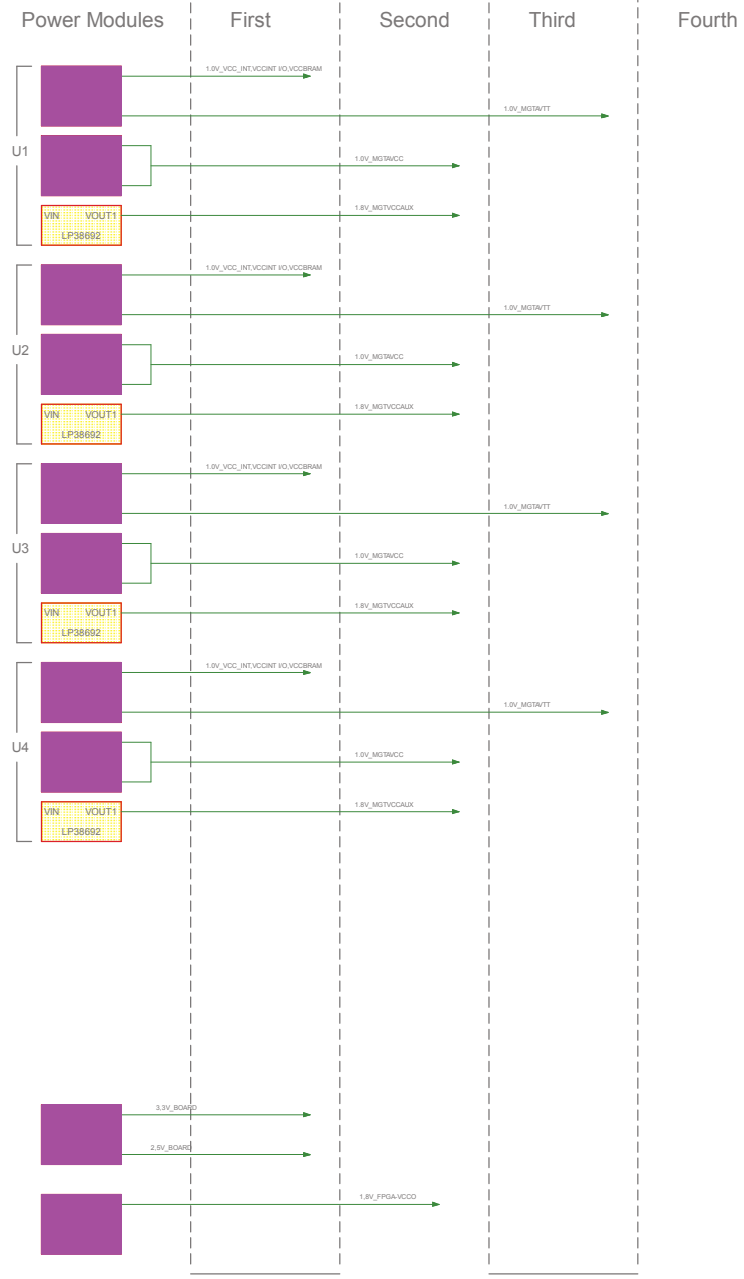 Power Modules First Second Third Fourth
1.0V_VCC_INT,VCCINT I/O,VCCBRAM
1.0V_MGTAVTT
U1
1.0V_MGTAVCC
1.8V_MGTVCCAUX
VIN VOUT1
LP38692
1.0V_VCC_INT,VCCINT I/O,VCCBRAM
1.0V_MGTAVTT
U2
1.0V_MGTAVCC
1.8V_MGTVCCAUX
VIN VOUT1
LP38692
1.0V_VCC_INT,VCCINT I/O,VCCBRAM
1.0V_MGTAVTT
U3
1.0V_MGTAVCC
1.8V_MGTVCCAUX
VIN VOUT1
LP38692
1.0V_VCC_INT,VCCINT I/O,VCCBRAM
1.0V_MGTAVTT
U4
1.0V_MGTAVCC
1.8V_MGTVCCAUX
VIN VOUT1
LP38692
3,3V_BOARD
2,5V_BOARD
1,8V_FPGA-VCCO